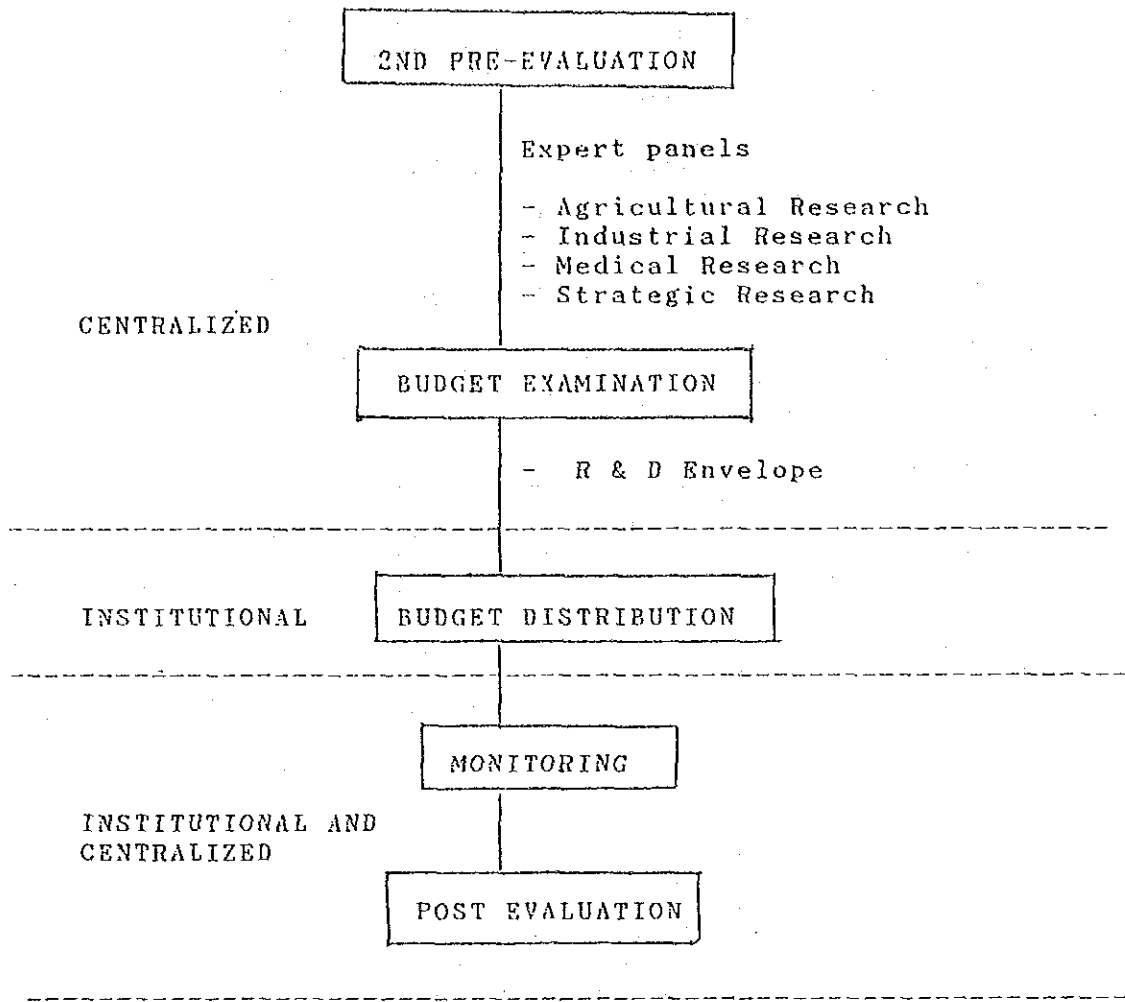 2ND PRE-EVALUATION
Expert panels
- Agricultural Research
- Industrial Research
- Medical Research
- Strategic Research
CENTRALIZED
BUDGET EXAMINATION
- R & D Envelope
INSTITUTIONAL
BUDGET DISTRIBUTION
MONITORING
INSTITUTIONAL AND
CENTRALIZED
POST EVALUATION